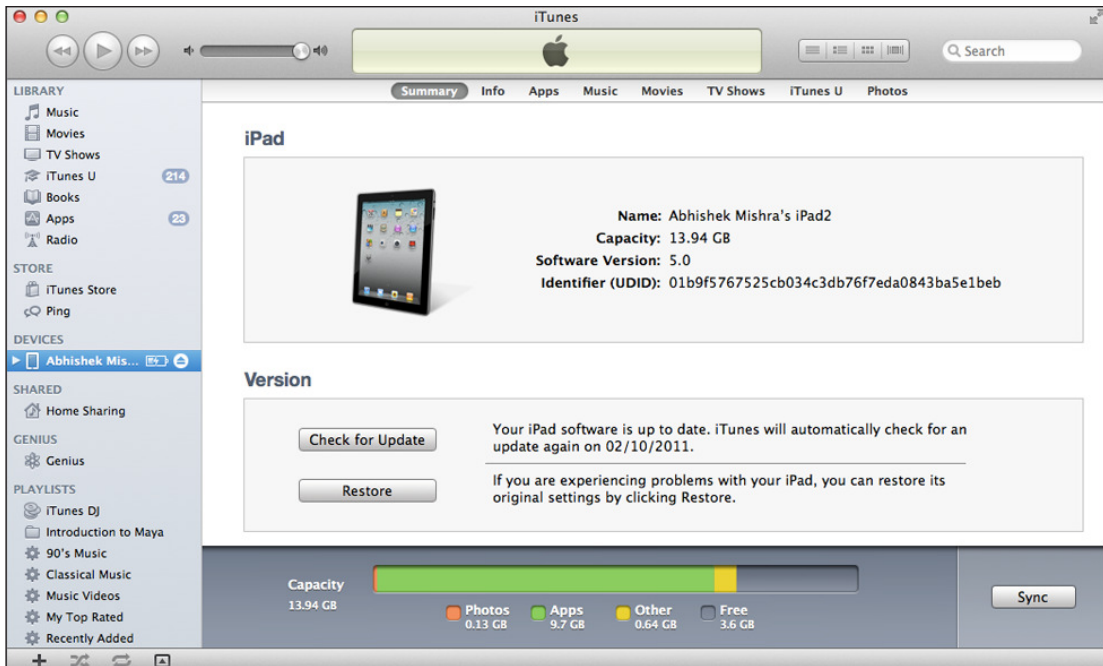 iTunes
Search
LIBRARY
Music
Movies
TV Shows
iTunes U 214
Books
Apps 23
Radio
STORE
iTunes Store
Ping
DEVICES
Abhishek Mis...
SHARED
Home Sharing
GENIUS
Genius
PLAYLISTS
iTunes DJ
Introduction to Maya
90's Music
Classical Music
Music Videos
My Top Rated
Recently Added
Summary Info Apps Music Movies TV Shows iTunes U Photos
iPad
Name: Abhishek Mishra's iPad2
Capacity: 13.94 GB
Software Version: 5.0
Identifier (UDID): 01b9f5767525cb034c3db76f7eda0843ba5e1beb
Version
Check for Update
Your iPad software is up to date. iTunes will automatically check for an
update again on 02/10/2011.
Restore
If you are experiencing problems with your iPad, you can restore its
original settings by clicking Restore.
Capacity
13.94 GB
Photos
0.13 GB
Apps
9.7 GB
Other
0.64 GB
Free
3.6 GB
Sync